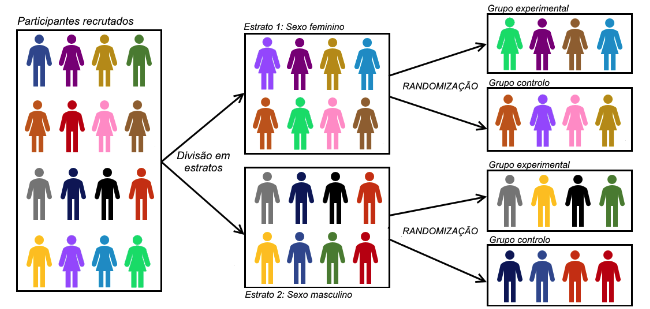 Participantes recrutados
Divisão em
estratos
Estrato 1: Sexo feminino
Estrato 2: Sexo masculino
RANDOMIZAÇÃO
RANDOMIZAÇÃO
Grupo experimental
Grupo controlo
Grupo experimental
Grupo controlo